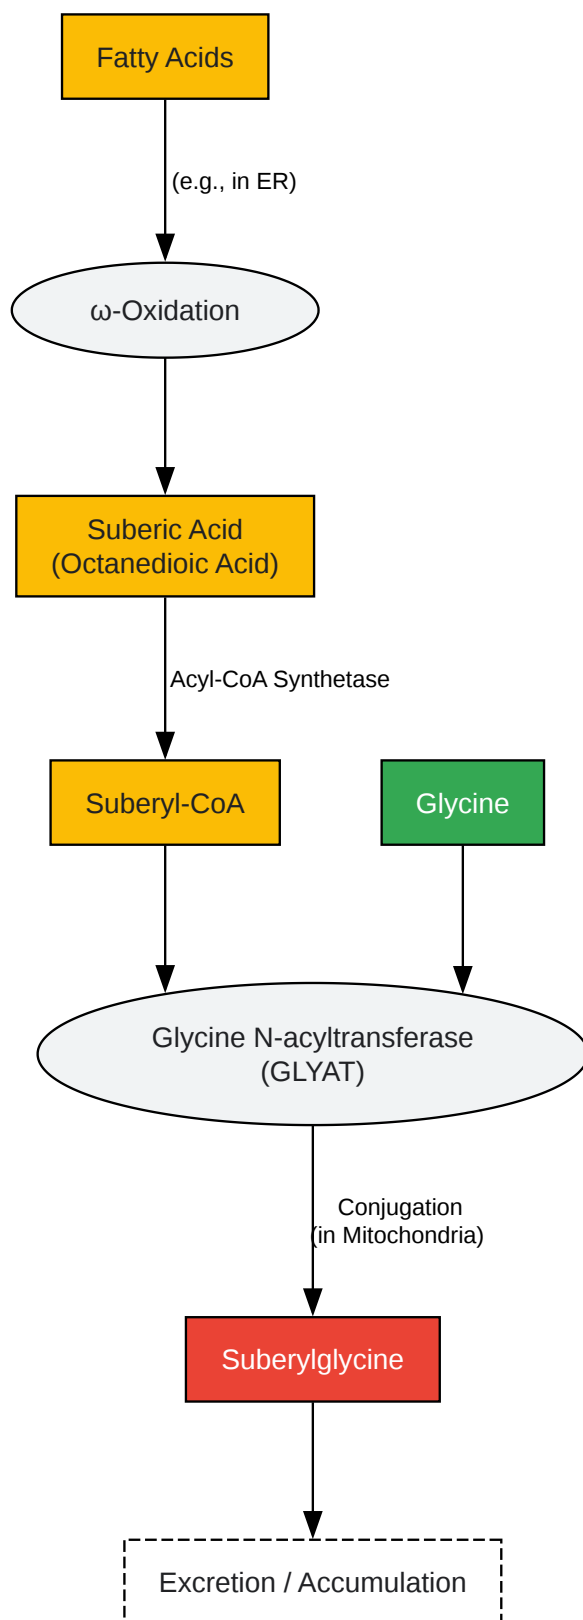 Fatty Acids
(e.g., in ER)
ω-Oxidation
Suberic Acid
(Octanedioic Acid)
Acyl-CoA Synthetase
Suberyl-CoA
Glycine
Glycine N-acyltransferase
(GLYAT)
Conjugation
(in Mitochondria)
Suberylglycine
Excretion / Accumulation